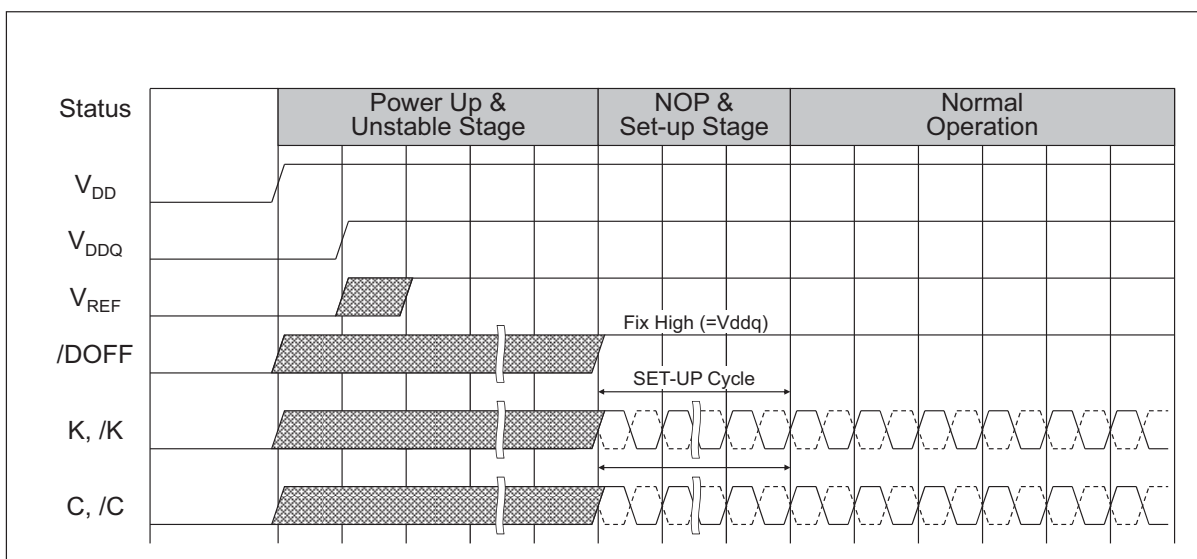 Status
Power Up &
Unstable Stage
NOP &
Set-up Stage
Normal
Operation
VDD
VDDQ
VREF
Fix High (=Vddq)
/DOFF
SET-UP Cycle
K, /K
C, /C